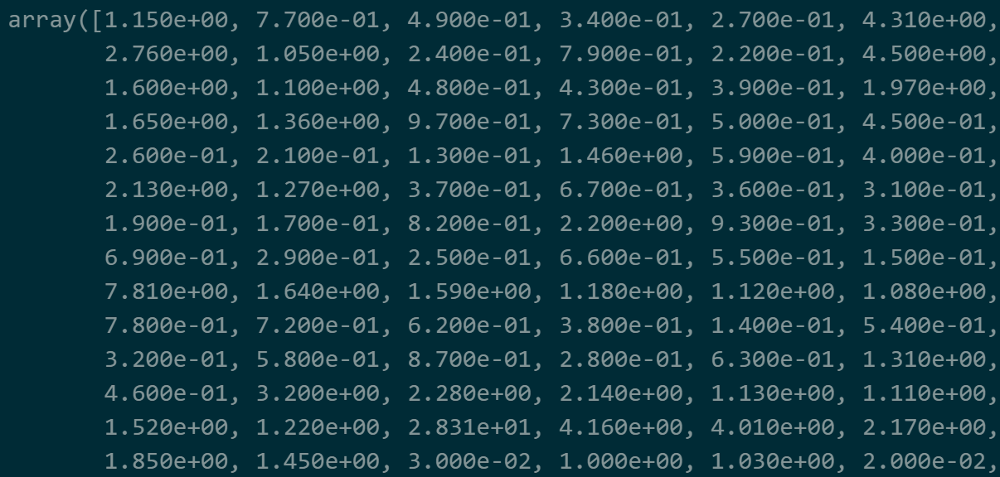 array([1.150e+00, 7.700e-01, 4.900e-01, 3.400e-01, 2.700e-01, 4.310e+00,
2.760e+00, 1.050e+00, 2.400e-01, 7.900e-01, 2.200e-01, 4.500e+00,
1.600e+00, 1.100e+00, 4.800e-01, 4.300e-01, 3.900e-01, 1.970e+00,
1.650e+00, 1.360e+00, 9.700e-01, 7.300e-01, 5.000e-01, 4.500e-01,
2.600e-01, 2.100e-01, 1.300e-01, 1.460e+00, 5.900e-01, 4.000e-01,
2.130e+00, 1.270e+00, 3.700e-01, 6.700e-01, 3.600e-01, 3.100e-01,
1.900e-01, 1.700e-01, 8.200e-01, 2.200e+00, 9.300e-01, 3.300e-01,
6.900e-01, 2.900e-01, 2.500e-01, 6.600e-01, 5.500e-01, 1.500e-01,
7.810e+00, 1.640e+00, 1.590e+00, 1.180e+00, 1.120e+00, 1.080e+00,
7.800e-01, 7.200e-01, 6.200e-01, 3.800e-01, 1.400e-01, 5.400e-01,
3.200e-01, 5.800e-01, 8.700e-01, 2.800e-01, 6.300e-01, 1.310e+00,
4.600e-01, 3.200e+00, 2.280e+00, 2.140e+00, 1.130e+00, 1.110e+00,
1.520e+00, 1.220e+00, 2.831e+01, 4.160e+00, 4.010e+00, 2.170e+00,
1.850e+00, 1.450e+00, 3.000e-02, 1.000e+00, 1.030e+00, 2.000e-02,